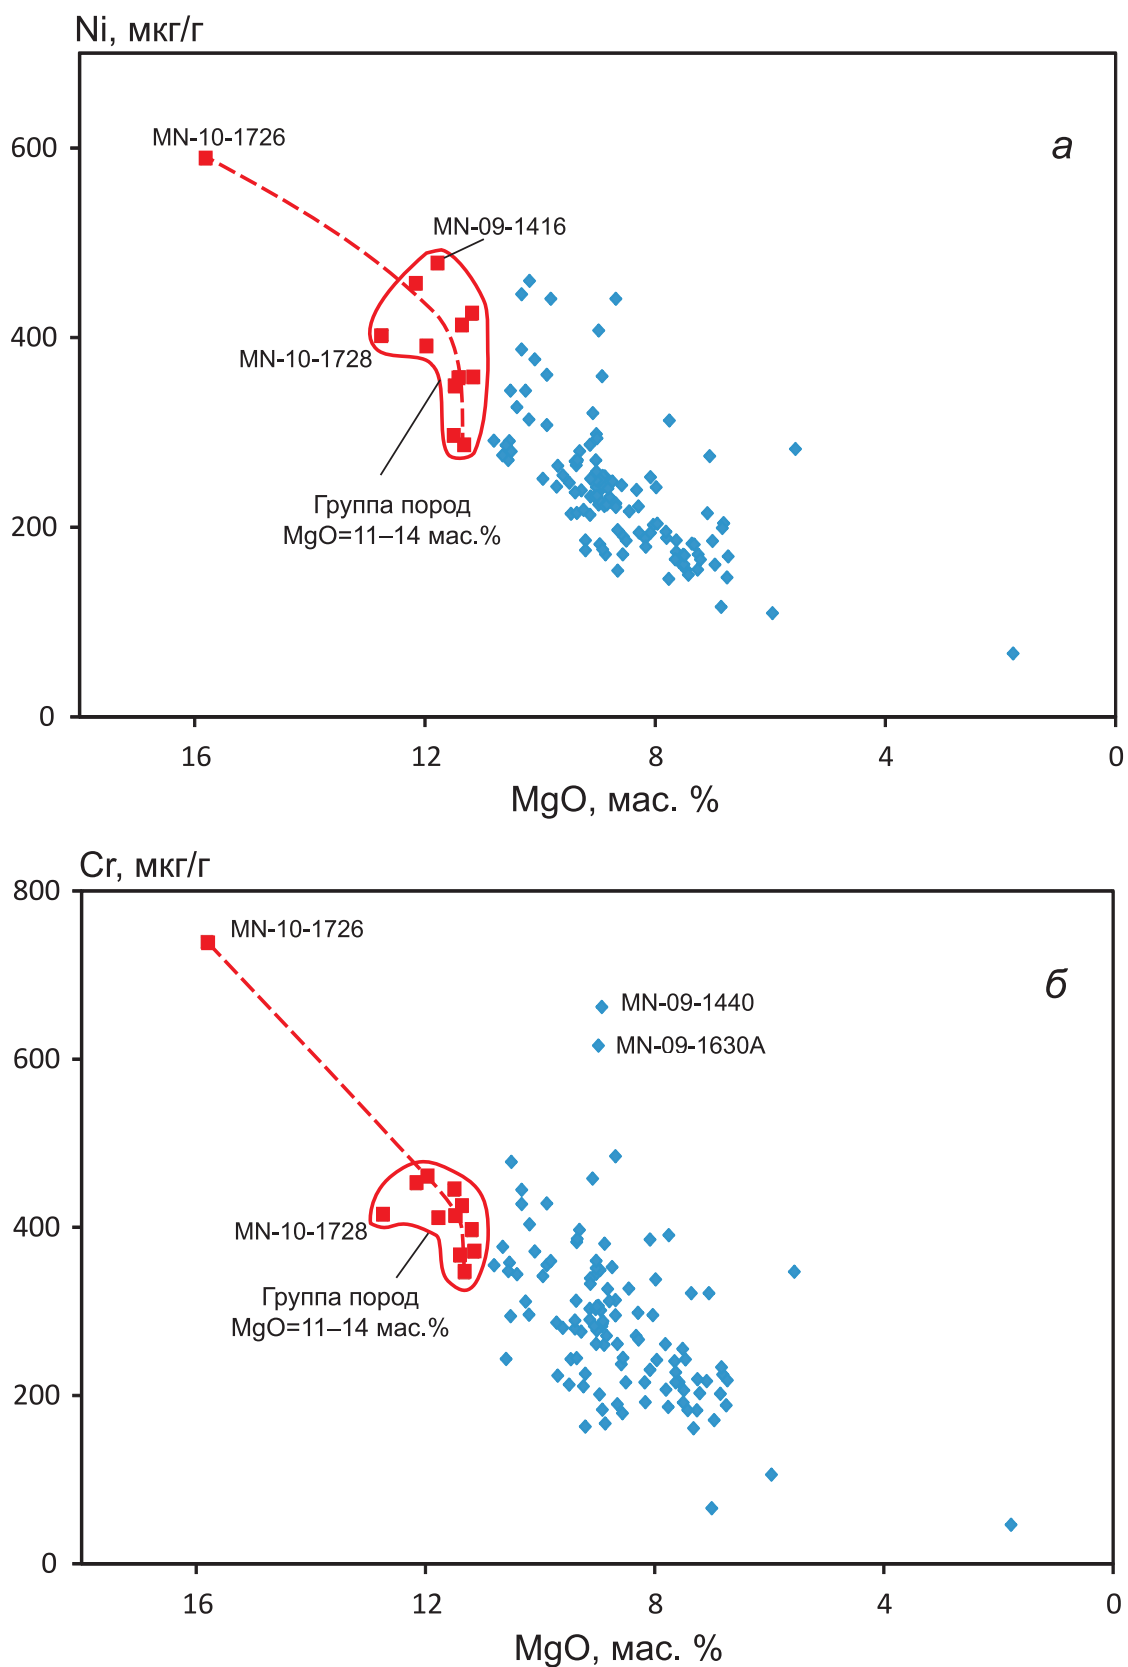 Ni, мкг/г
MN-10-1726
а
600
MN-09-1416
400
MN-10-1728
Группа пород
MgO=11–14 мас.%
200
0
16
12
8
4
0
MgO, мас. %
Cr, мкг/г
800
MN-10-1726
б
MN-09-1440
MN-09-1630A
600
400
MN-10-1728
Группа пород
MgO=11–14 мас.%
200
0
16
12
8
4
0
MgO, мас. %